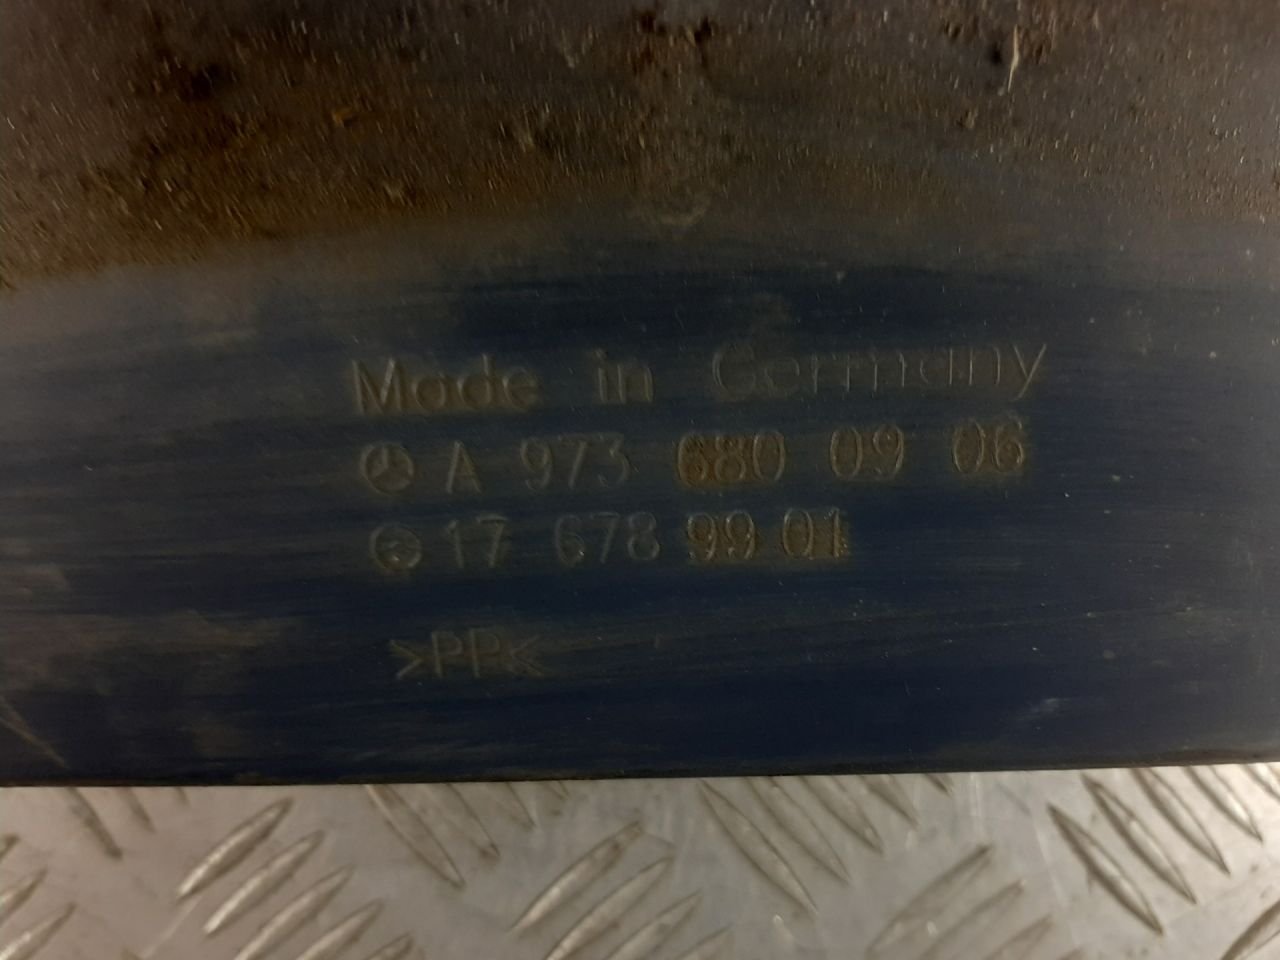 Made in Germany
A 973 680 09 06
17 678 99 01
>PP<